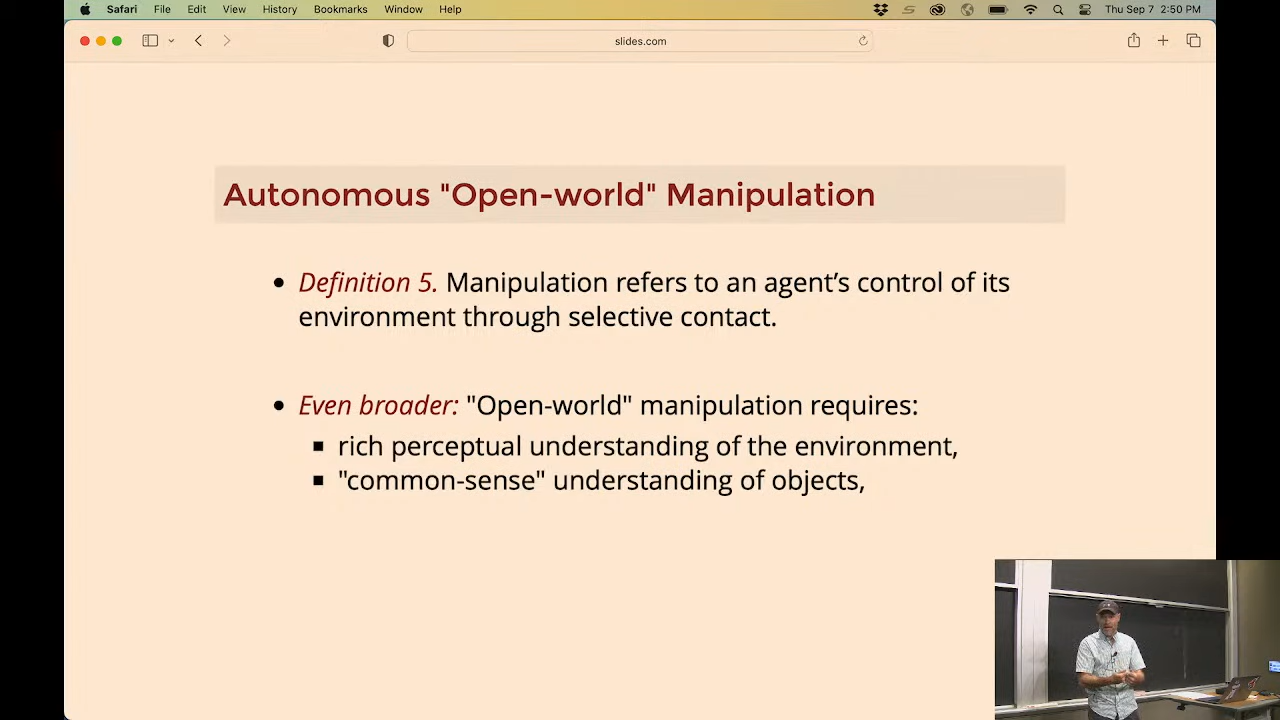 Safari File Edit View History Bookmarks Window Help Thu Sep 7 2:50 PM
slides.com
Autonomous "Open-world" Manipulation
Definition 5. Manipulation refers to an agent’s control of its
environment through selective contact.
Even broader: "Open-world" manipulation requires:
rich perceptual understanding of the environment,
"common-sense" understanding of objects,